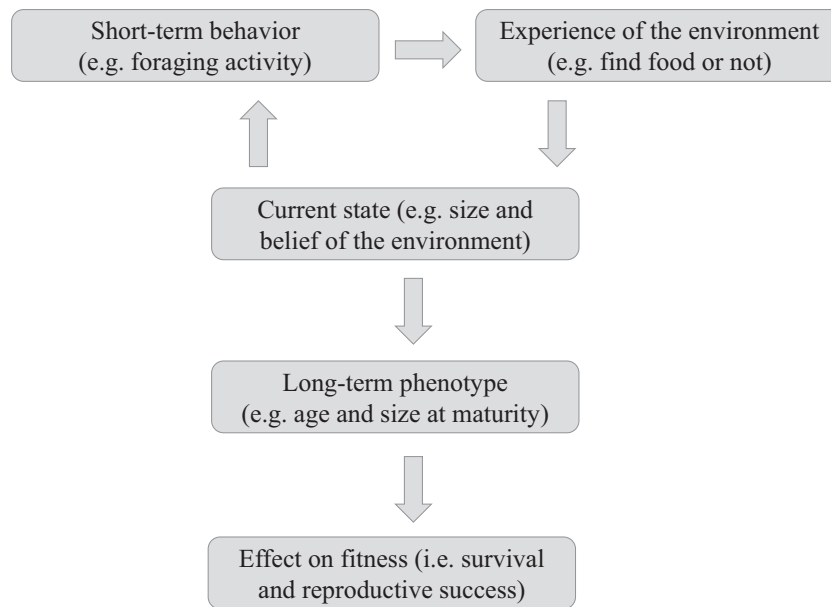 Short-term behavior
(e.g. foraging activity)
Experience of the environment
(e.g. find food or not)
Current state (e.g. size and
belief of the environment)
Long-term phenotype
(e.g. age and size at maturity)
Effect on fitness (i.e. survival
and reproductive success)